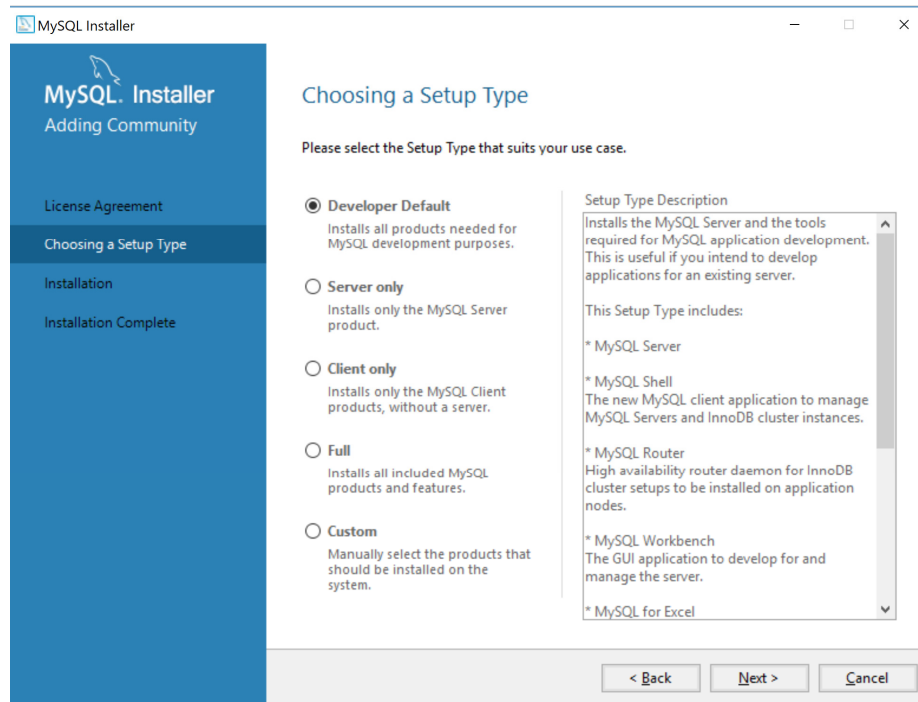 MySQL Installer
MySQL. Installer
Adding Community
License Agreement
Choosing a Setup Type
Installation
Installation Complete
Choosing a Setup Type
Please select the Setup Type that suits your use case.
Developer Default
Installs all products needed for
MySQL development purposes.
Server only
Installs only the MySQL Server
product.
Client only
Installs only the MySQL Client
products, without a server.
Full
Installs all included MySQL
products and features.
Custom
Manually select the products that
should be installed on the
system.
Setup Type Description
Installs the MySQL Server and the tools
required for MySQL application development.
This is useful if you intend to develop
applications for an existing server.
This Setup Type includes:
* MySQL Server
* MySQL Shell
The new MySQL client application to manage
MySQL Servers and InnoDB cluster instances.
* MySQL Router
High availability router daemon for InnoDB
cluster setups to be installed on application
nodes.
* MySQL Workbench
The GUI application to develop for and
manage the server.
* MySQL for Excel
< Back
Next >
Cancel